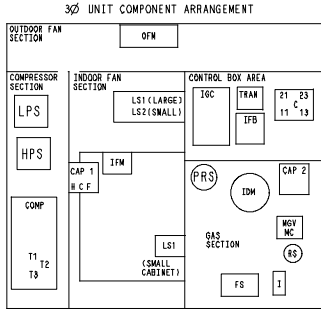 3Ø UNIT COMPONENT ARRANGEMENT
OUTDOOR FAN
SECTION
OFM
COMPRESSOR
SECTION
LPS
HPS
COMP
T1
T2
T3
INDOOR FAN
SECTION
LS1(LARGE)
LS2(SMALL)
IFM
CAP 1
H C F
LS1
(SMALL
CABINET)
CONTROL BOX AREA
IGC
TRAN
IFB
21 23
C
11 13
PRS
IDM
CAP 2
MGV
MC
GAS
SECTION
RS
FS
I